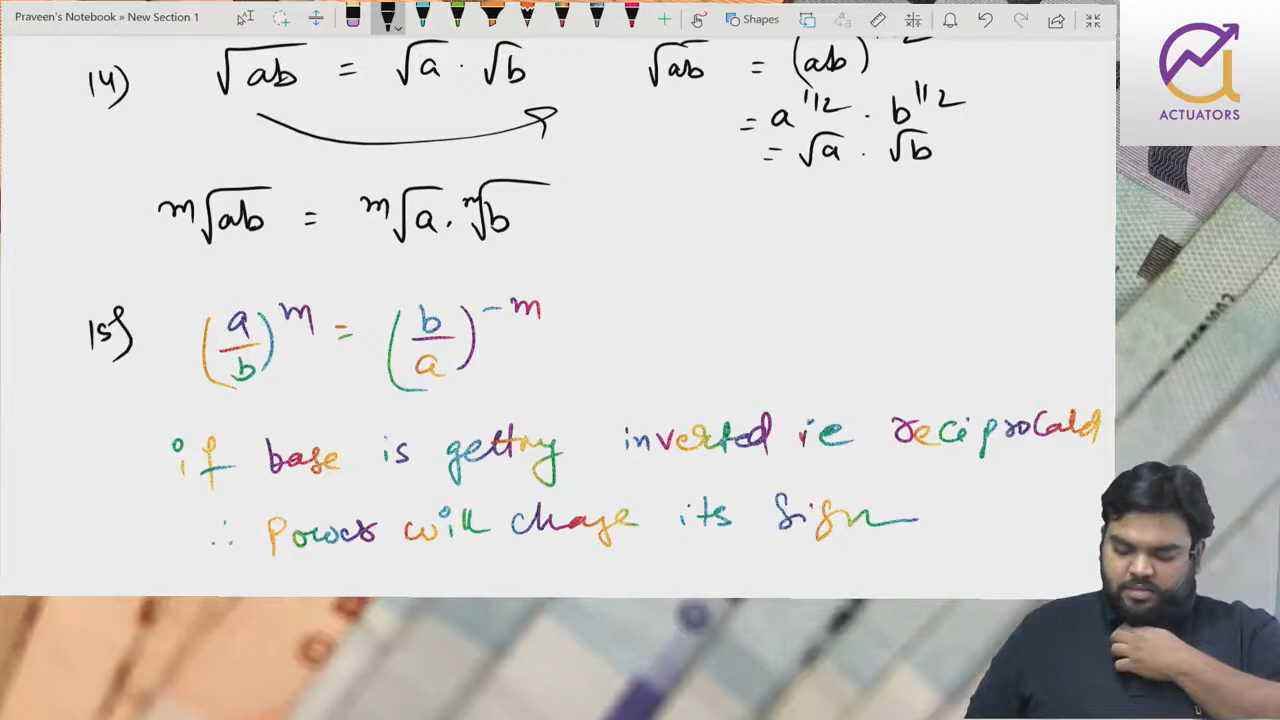 Praveen's Notebook » New Section 1
Shapes
ACTUATORS
14) √ab = √a · √b
√ab = (ab)
= a^1/2 · b^1/2
= √a · √b
m√ab = m√a · m√b
15) (a/b)^m = (b/a)^-m
if base is getting inverted ie reciprocald
∴ Power will change its sign